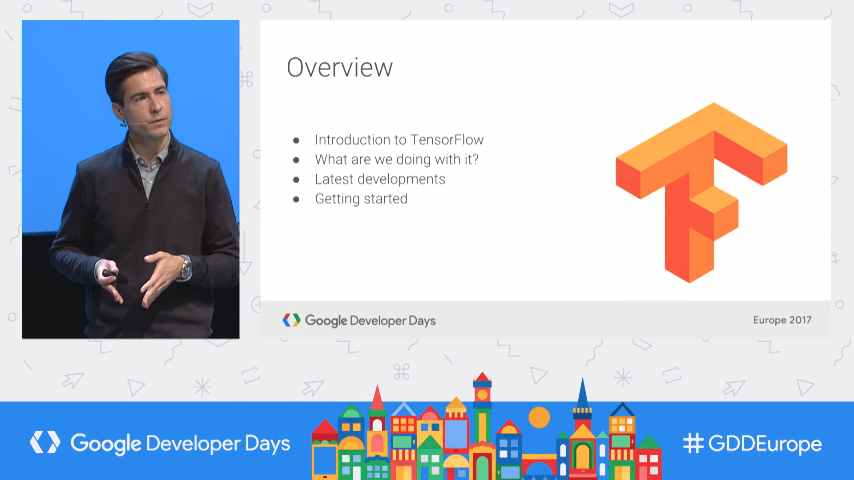 Overview
● Introduction to TensorFlow
● What are we doing with it?
● Latest developments
● Getting started
Google Developer Days
Europe 2017
Google Developer Days
#GDDEurope